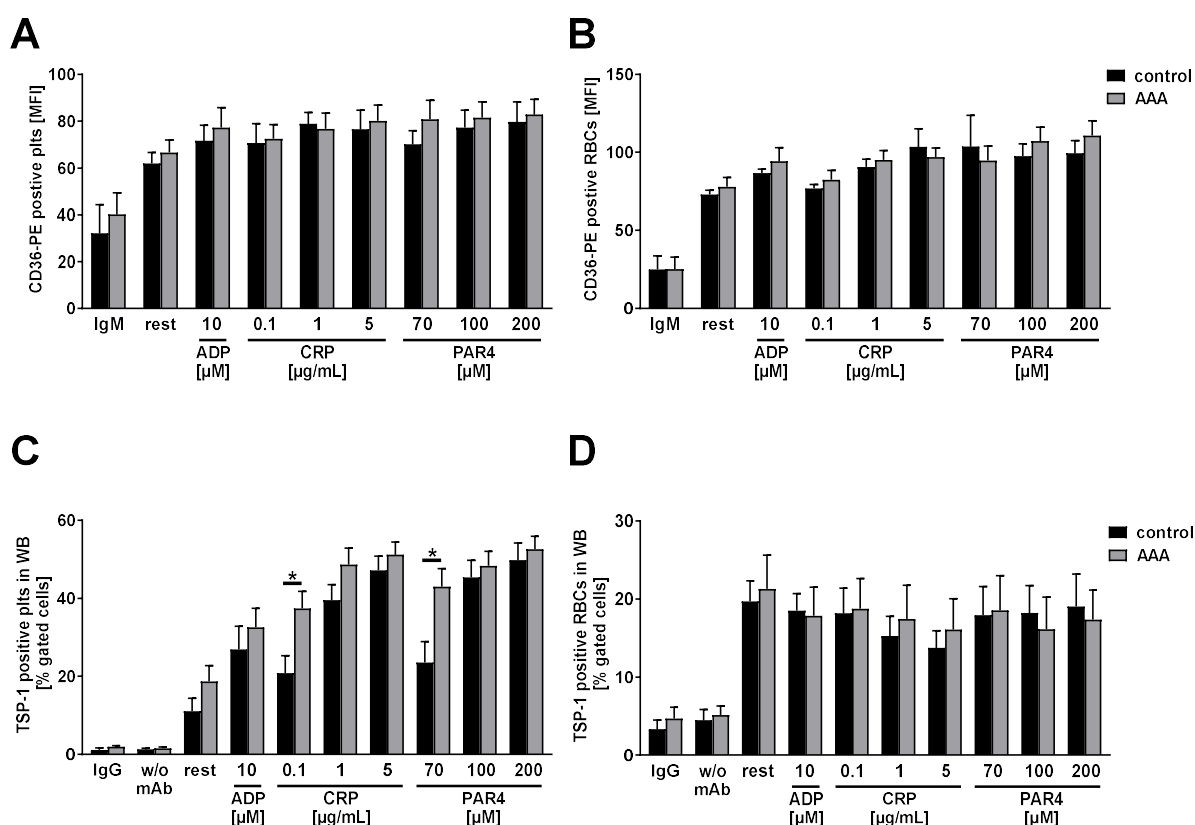 A
CD36-PE postive plts [MFI]
100
80
60
40
20
0
IgM rest 10 0.1 1 5 70 100 200
ADP CRP PAR4
[µM] [µg/mL] [µM]
B
CD36-PE postive RBCs [MFI]
150
100
50
0
IgM rest 10 0.1 1 5 70 100 200
ADP CRP PAR4
[µM] [µg/mL] [µM]
control
AAA
C
TSP-1 positive plts in WB
[% gated cells]
60
40
20
0
* *
IgG w/o rest 10 0.1 1 5 70 100 200
mAb
ADP CRP PAR4
[µM] [µg/mL] [µM]
D
TSP-1 positive RBCs in WB
[% gated cells]
30
20
10
0
IgG w/o rest 10 0.1 1 5 70 100 200
mAb
ADP CRP PAR4
[µM] [µg/mL] [µM]
control
AAA